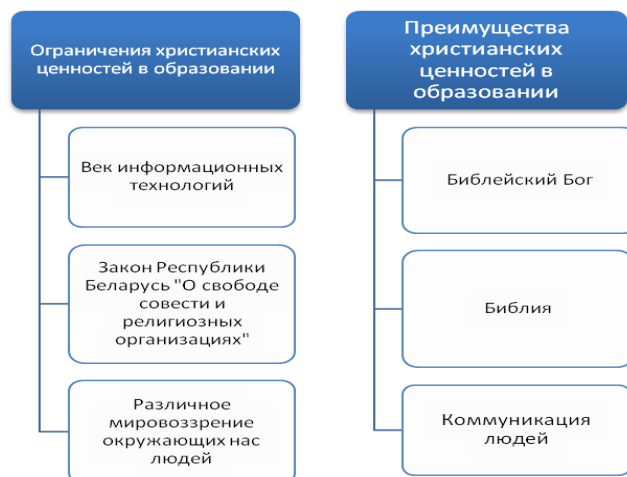 Ограничения христианских
ценностей в образовании
Век информационных
технологий
Закон Республики
Беларусь "О свободе
совести и
религиозных
организациях"
Различное
мировоззрение
окружающих нас
людей
Преимущества
христианских
ценностей в
образовании
Библейский Бог
Библия
Коммуникация
людей